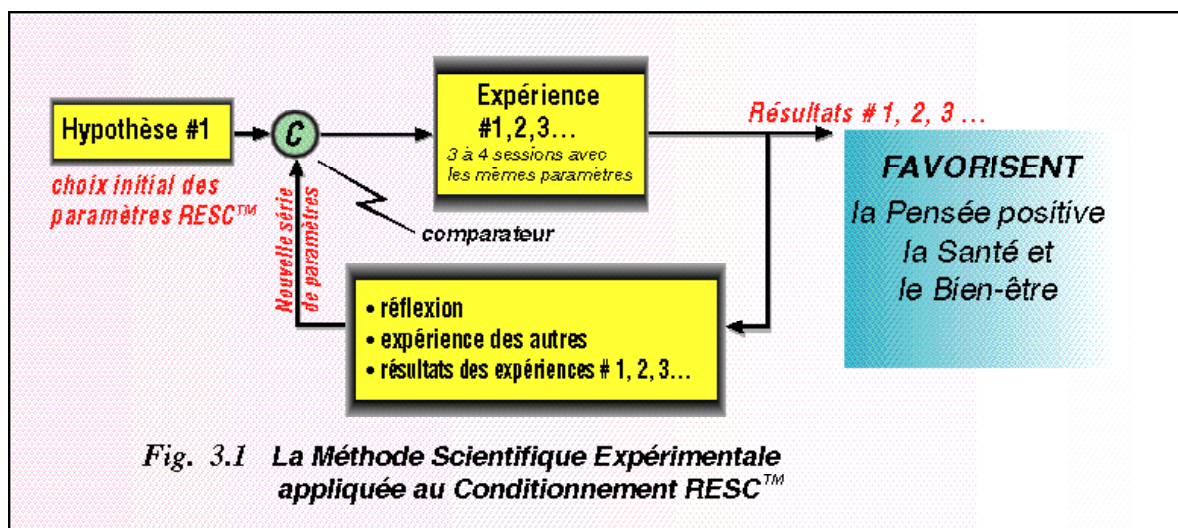 Hypothèse #1
choix initial des
paramètres RESC™
C
Nouvelle série
de paramètres
comparateur
Expérience
#1,2,3...
3 à 4 sessions avec
les mèmes paramètres
Résultats # 1, 2, 3 ...
FAVORISENT
la Pensée positive
la Santé et
le Bien-être
• réflexion
• expérience des autres
• résultats des expériences # 1, 2, 3...
Fig. 3.1 La Méthode Scientifique Expérimentale
appliquée au Conditionnement RESC™